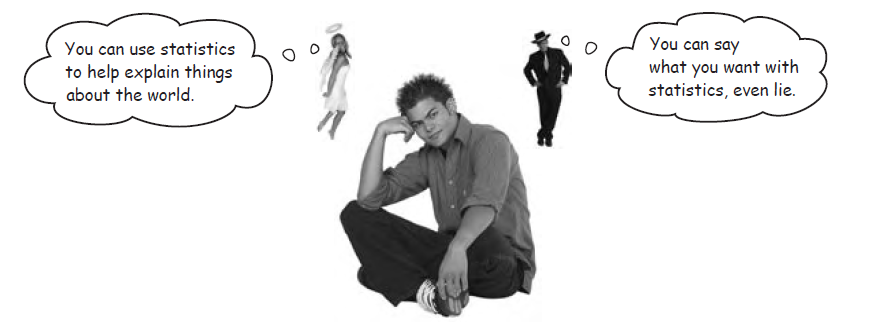 You can use statistics
to help explain things
about the world.
You can say
what you want with
statistics, even lie.